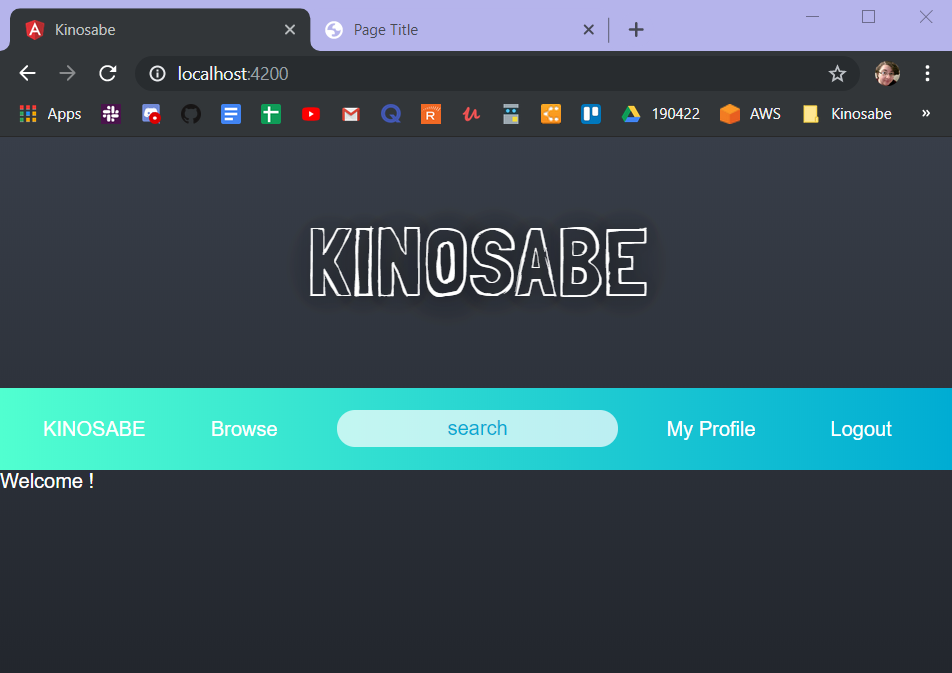 Kinosabe
Page Title
localhost:4200
Apps
R
190422
AWS
Kinosabe
»
KINOSABE
KINOSABE
Browse
search
My Profile
Logout
Welcome !